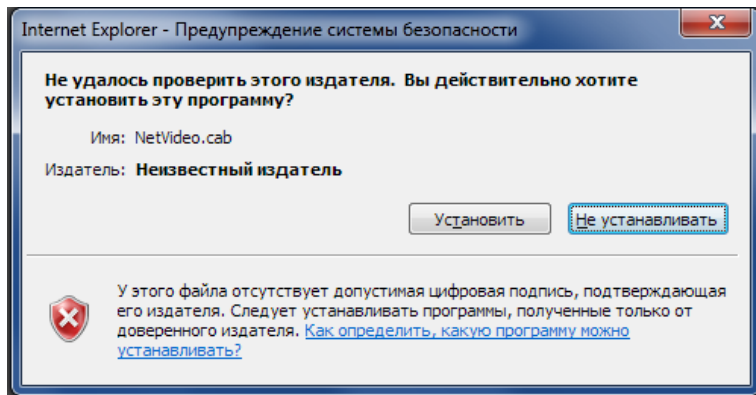 Internet Explorer - Предупреждение системы безопасности
Не удалось проверить этого издателя. Вы действительно хотите
установить эту программу?
Имя: NetVideo.cab
Издатель: Неизвестный издатель
Установить Не устанавливать
У этого файла отсутствует допустимая цифровая подпись, подтверждающая
его издателя. Следует устанавливать программы, полученные только от
доверенного издателя. Как определить, какую программу можно
устанавливать?